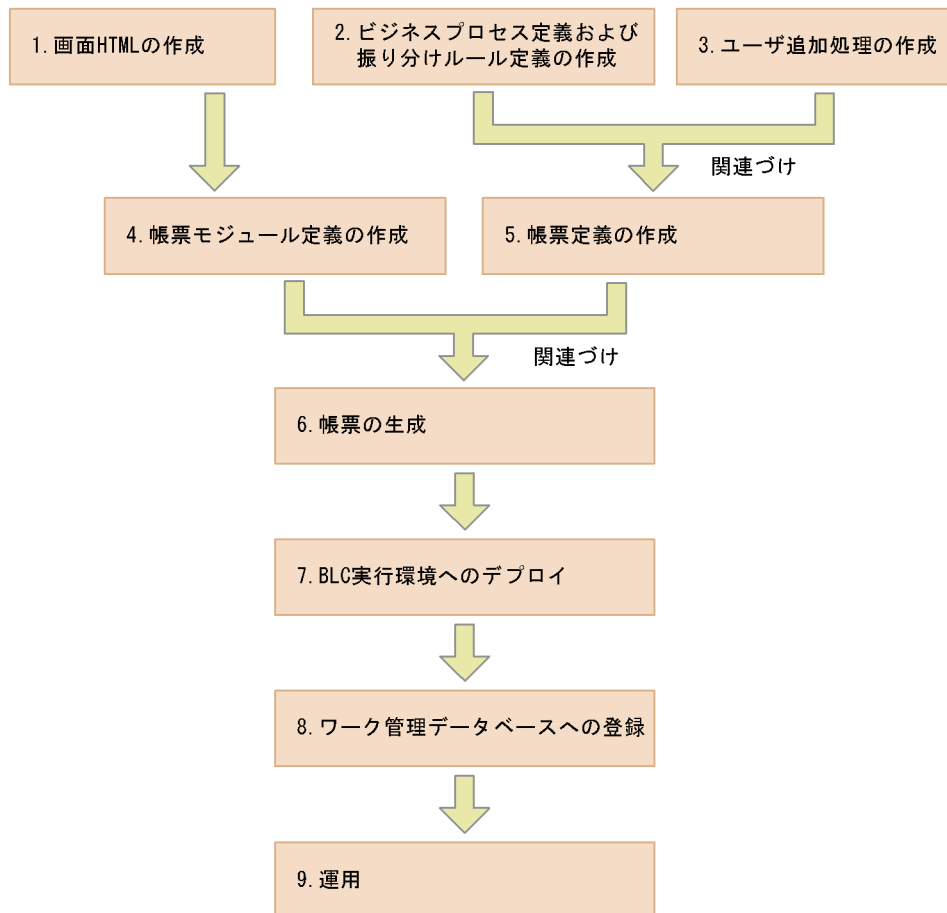 1.画面HTMLの作成
2.ビジネスプロセス定義および
振り分けルール定義の作成
3.ユーザ追加処理の作成
関連づけ
4.帳票モジュール定義の作成
5.帳票定義の作成
関連づけ
6.帳票の生成
7.BLC実行環境へのデプロイ
8.ワーク管理データベースへの登録
9.運用